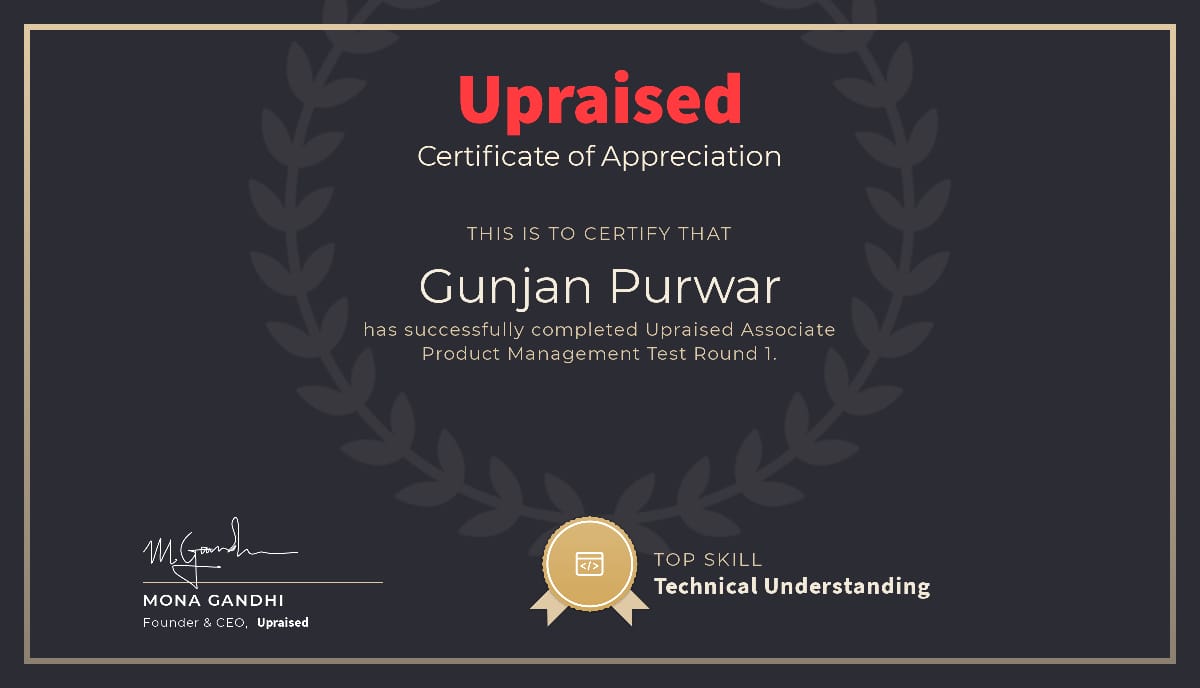 Upraised
Certificate of Appreciation
THIS IS TO CERTIFY THAT
Gunjan Purwar
has successfully completed Upraised Associate
Product Management Test Round 1.
M. Gandhi
MONA GANDHI
Founder & CEO, Upraised
</>
TOP SKILL
Technical Understanding